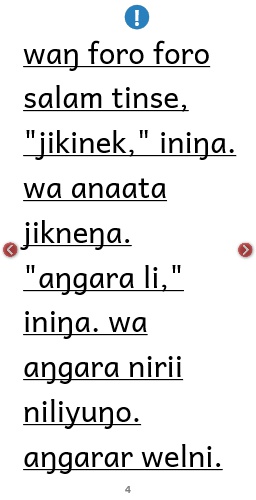 waŋ foro foro
salam tinse,
"jikinek," iniŋa.
wa anaata
jikneŋa.
"aŋgara li,"
iniŋa. wa
aŋgara nirii
niliyuŋo.
aŋgarar welni.
4